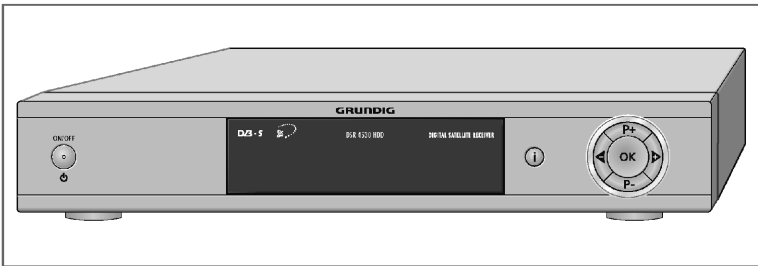 GRUNDIG
DVB-S
DSR 4530 HDD
DIGITAL SATELLITE RECEIVER
ON/OFF
i
P+
OK
P-